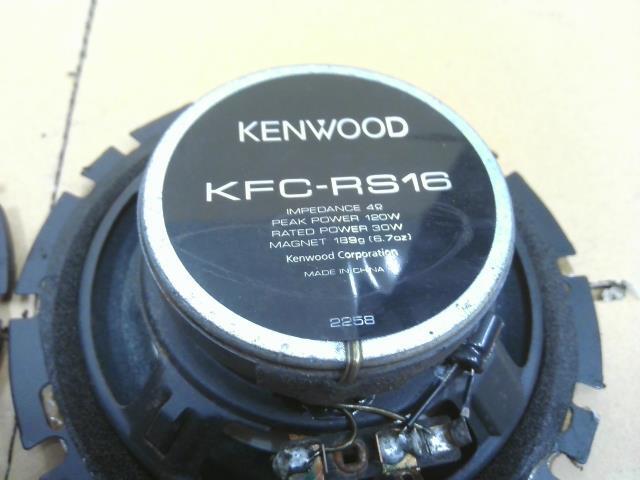 KENWOOD
KFC-RS16
IMPEDANCE 4Ω
PEAK POWER 120W
RATED POWER 30W
MAGNET 189g (6.7oz)
Kenwood Corporation
MADE IN CHINA
2258